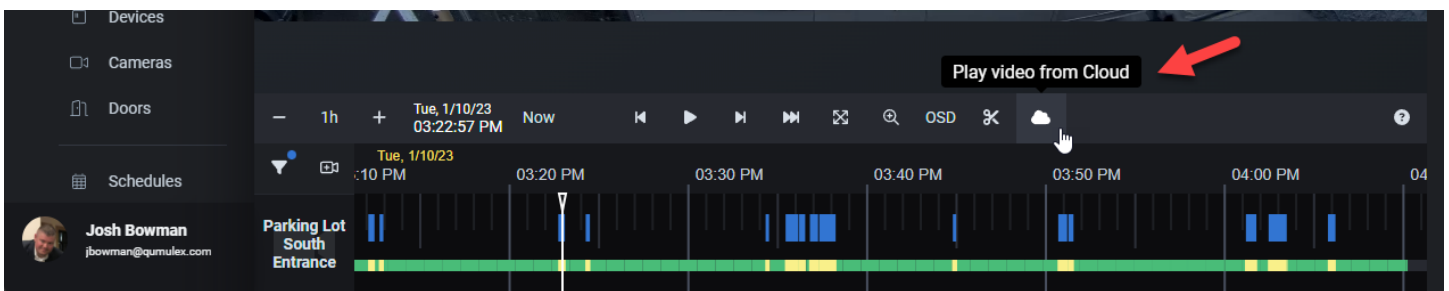 Devices
Cameras
Doors
Schedules
Josh Bowman
jbowman@qumulex.com
Play video from Cloud
1h
Tue, 1/10/23
03:22:57 PM
Now
OSD
?
Tue, 1/10/23
:10 PM
03:20 PM
03:30 PM
03:40 PM
03:50 PM
04:00 PM
04
Parking Lot
South
Entrance